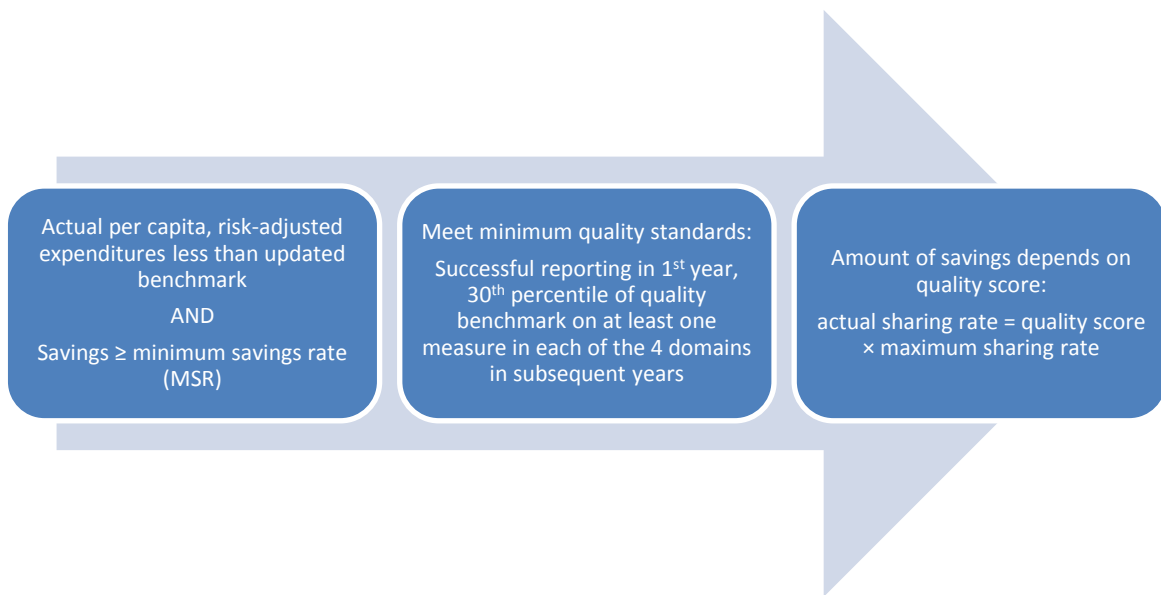 Actual per capita, risk-adjusted
expenditures less than updated
benchmark
AND
Savings ≥ minimum savings rate
(MSR)
Meet minimum quality standards:
Successful reporting in 1st year,
30th percentile of quality
benchmark on at least one
measure in each of the 4 domains
in subsequent years
Amount of savings depends on
quality score:
actual sharing rate = quality score
× maximum sharing rate